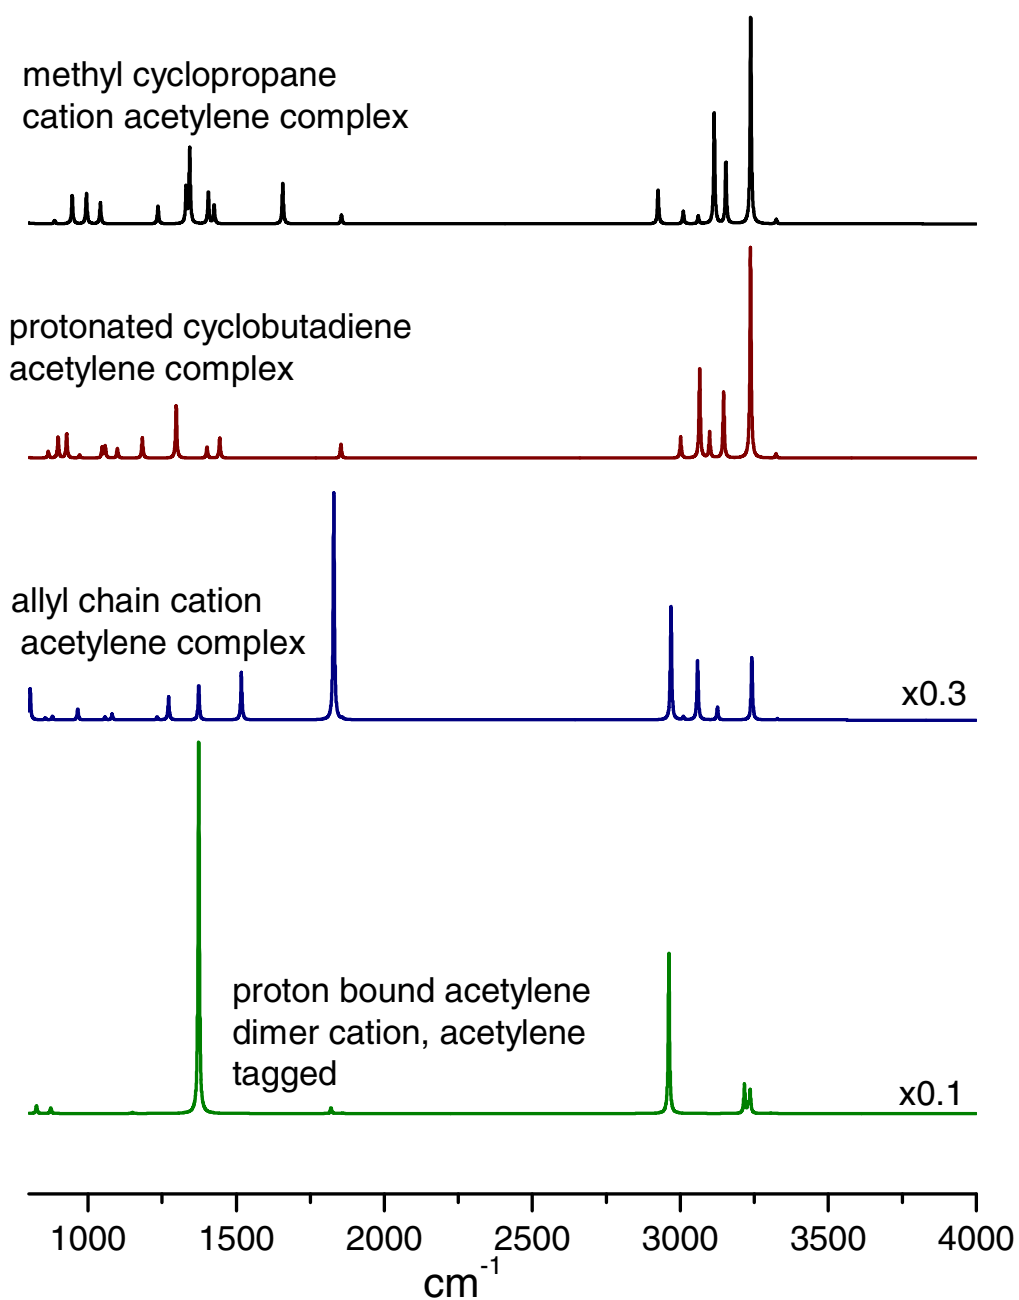 methyl cyclopropane
cation acetylene complex
protonated cyclobutadiene
acetylene complex
allyl chain cation
acetylene complex
x0.3
proton bound acetylene
dimer cation, acetylene
tagged
x0.1
1000 1500 2000 2500 3000 3500 4000
cm-1